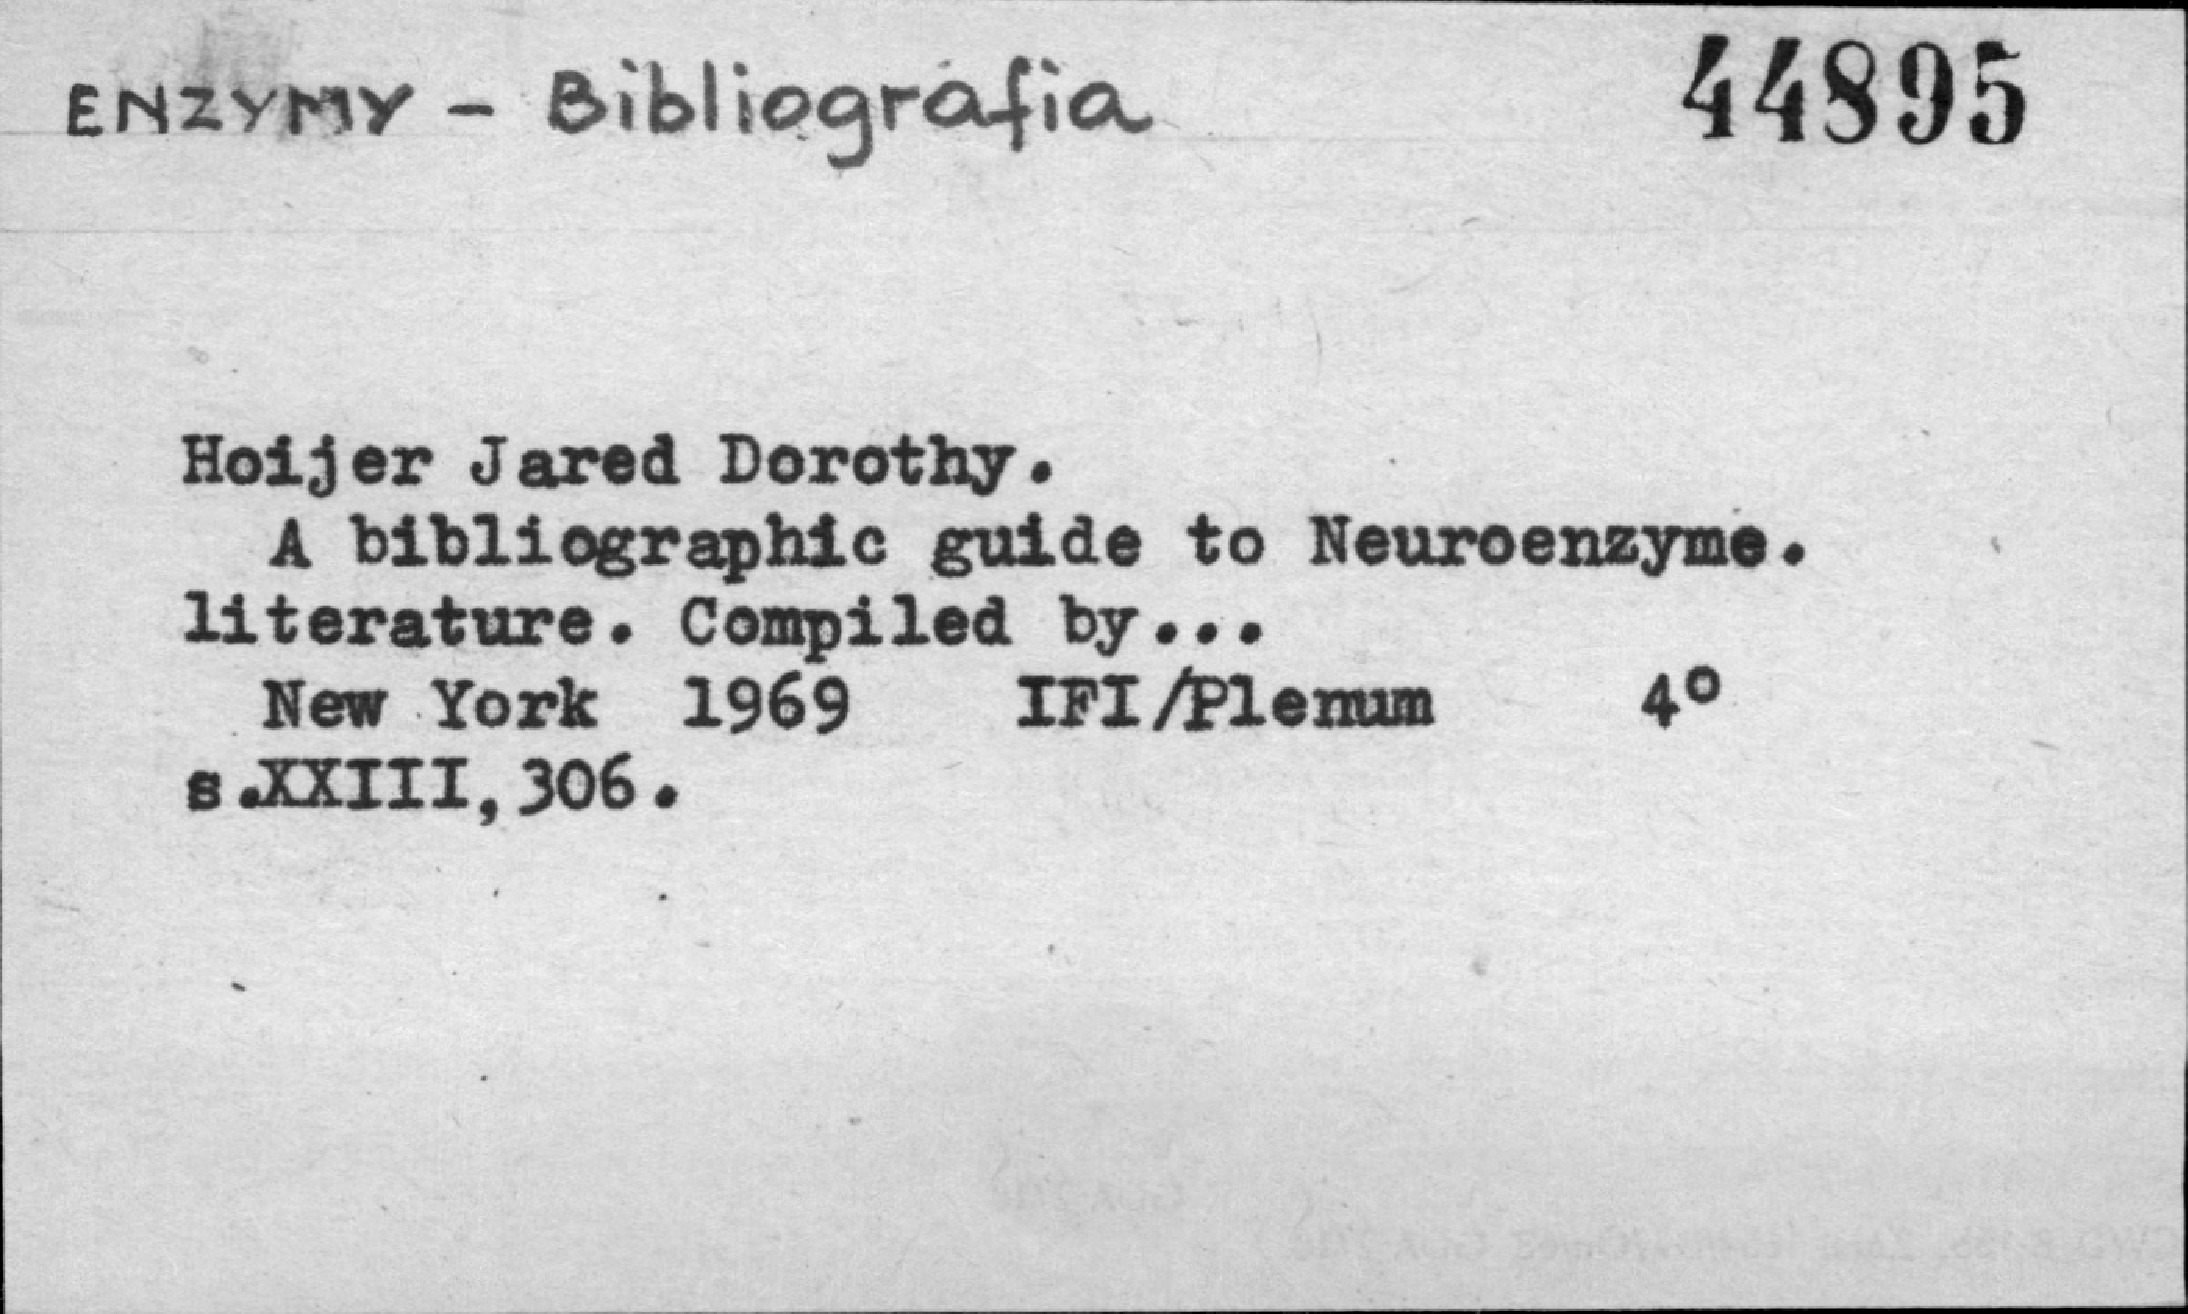 ENZYMY - Bibliografia 44895
Hoijer Jared Dorothy.
A bibliographic guide to Neuroenzyme.
literature. Compiled by...
New York 1969 IFI/Plenum 4°
s.XXIII,306.